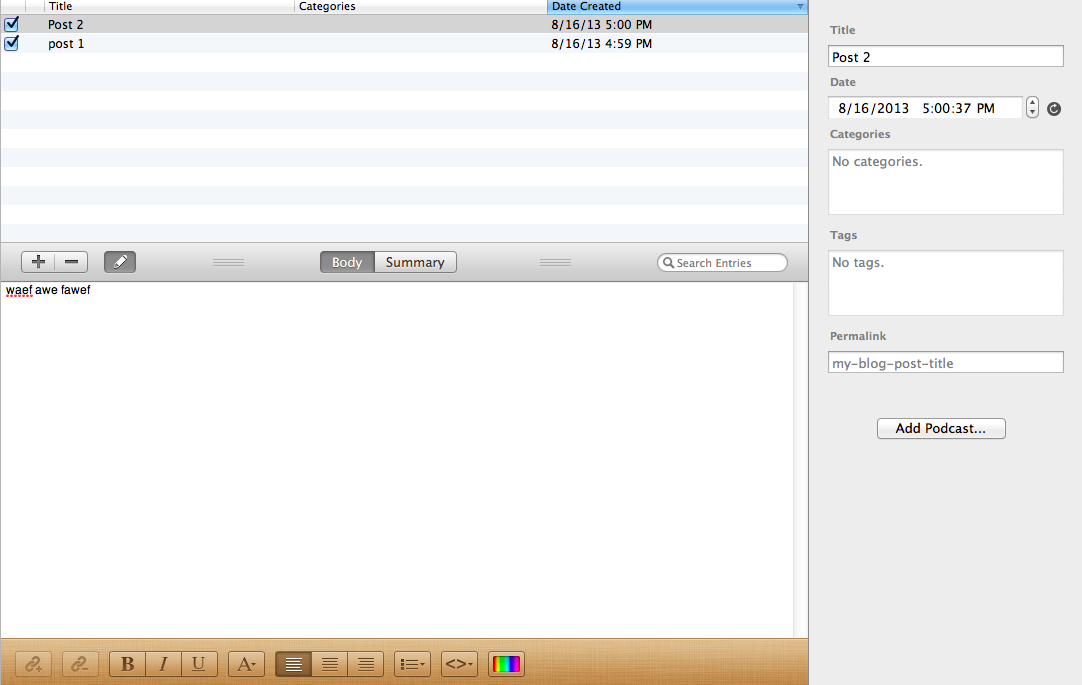 Title Categories Date Created
Post 2 8/16/13 5:00 PM
post 1 8/16/13 4:59 PM
Body Summary Search Entries
waef awe fawef
B I U A <>
Title
Post 2
Date
8/16/2013 5:00:37 PM
Categories
No categories.
Tags
No tags.
Permalink
my-blog-post-title
Add Podcast...